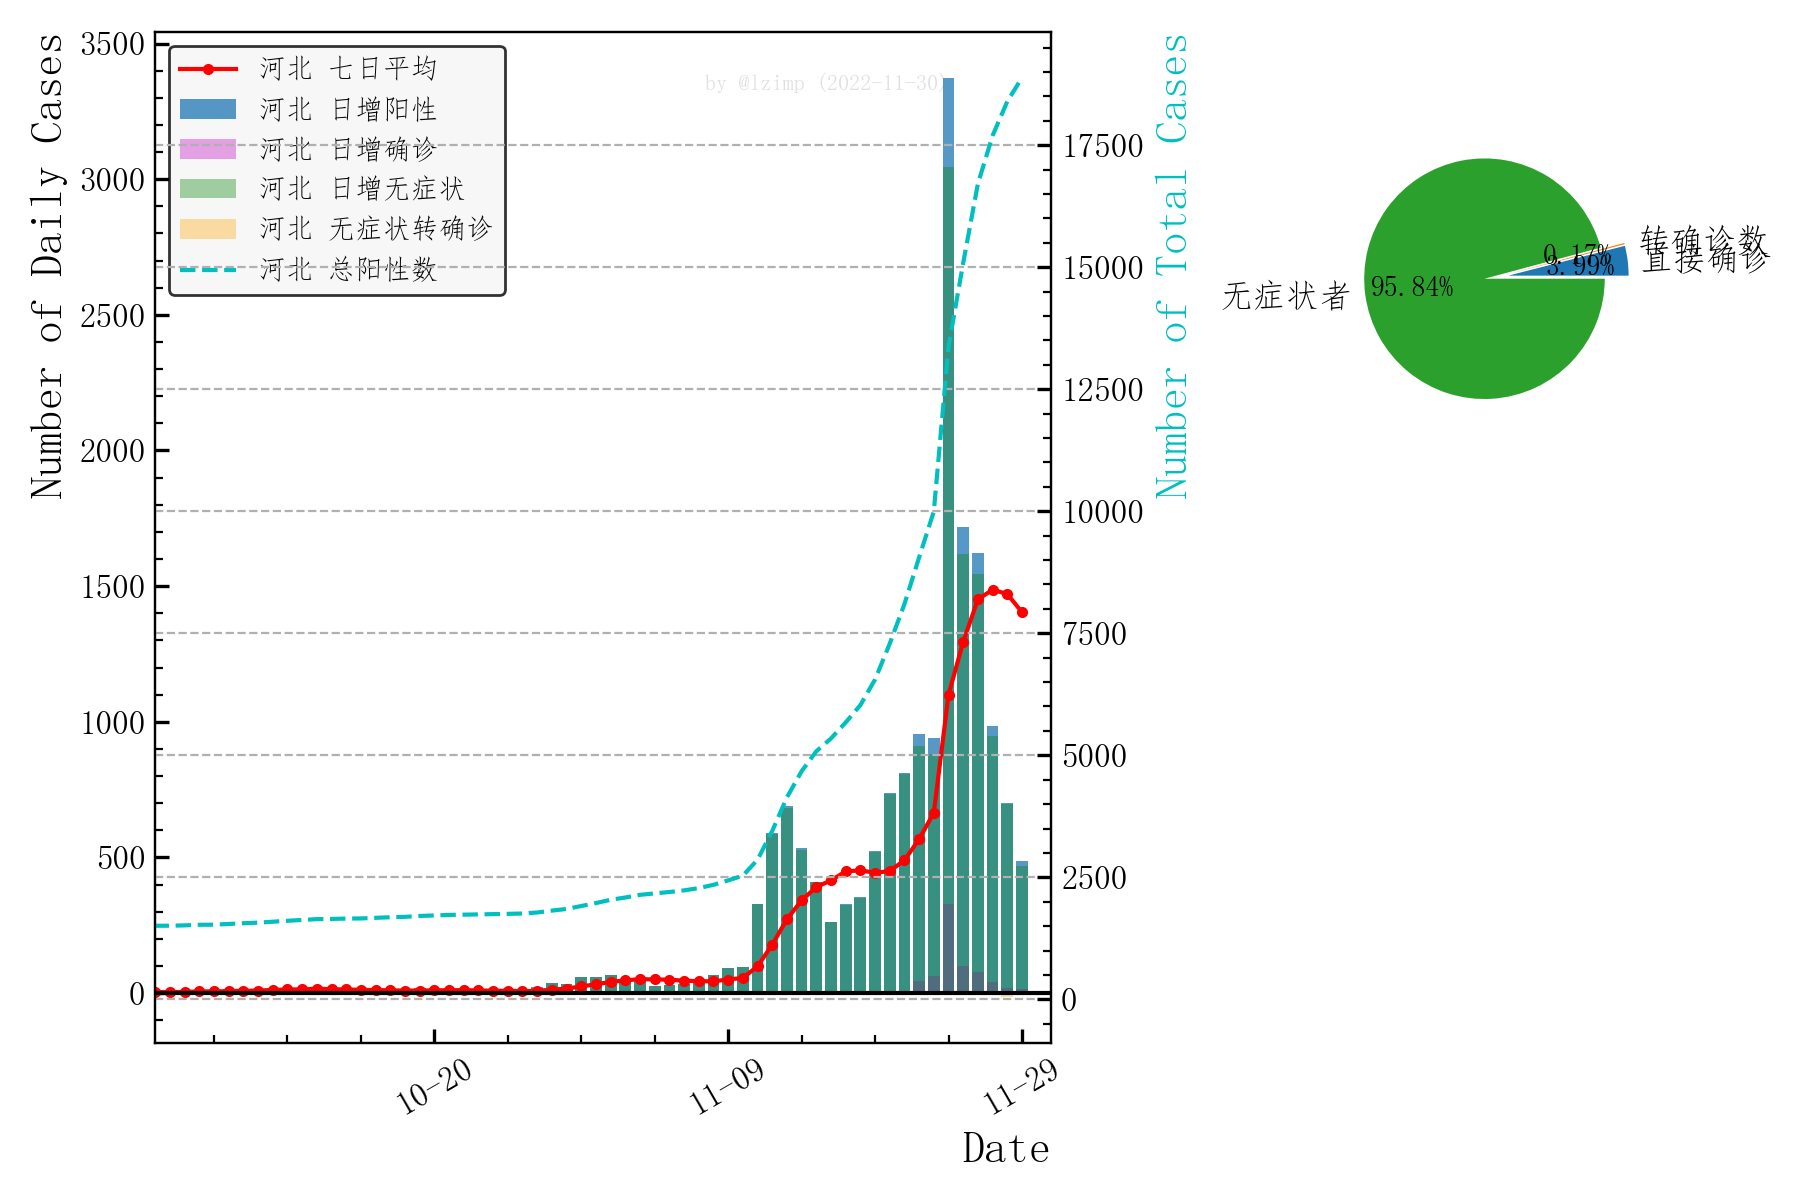 Number of Daily Cases
3500
3000
2500
2000
1500
1000
500
0
河北 七日平均
河北 日增阳性
河北 日增确诊
河北 日增无症状
河北 无症状转确诊
河北 总阳性数
by @lzimp (2022-11-30)
10-20
11-09
11-29
Date
17500
15000
12500
10000
7500
5000
2500
0
Number of Total Cases
转确诊数
0.17%
直接确诊
3.99%
无症状者
95.84%